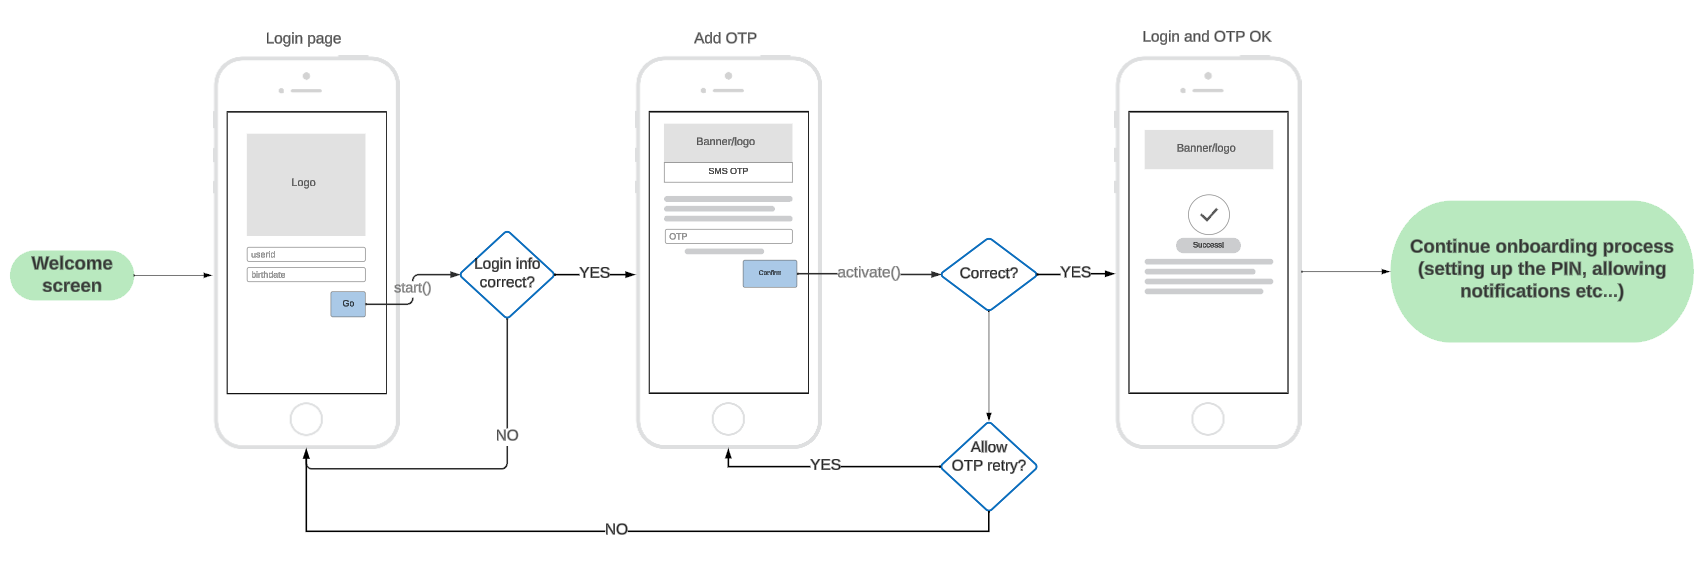 Login page
Add OTP
Login and OTP OK
Logo
Banner/logo
SMS OTP
Banner/logo
OTP
Success!
userid
birthdate
Go
Confirm
Welcome
screen
start()
Login info
correct?
YES
activate()
Correct?
YES
Continue onboarding process
(setting up the PIN, allowing
notifications etc...)
NO
Allow
OTP retry?
YES
NO